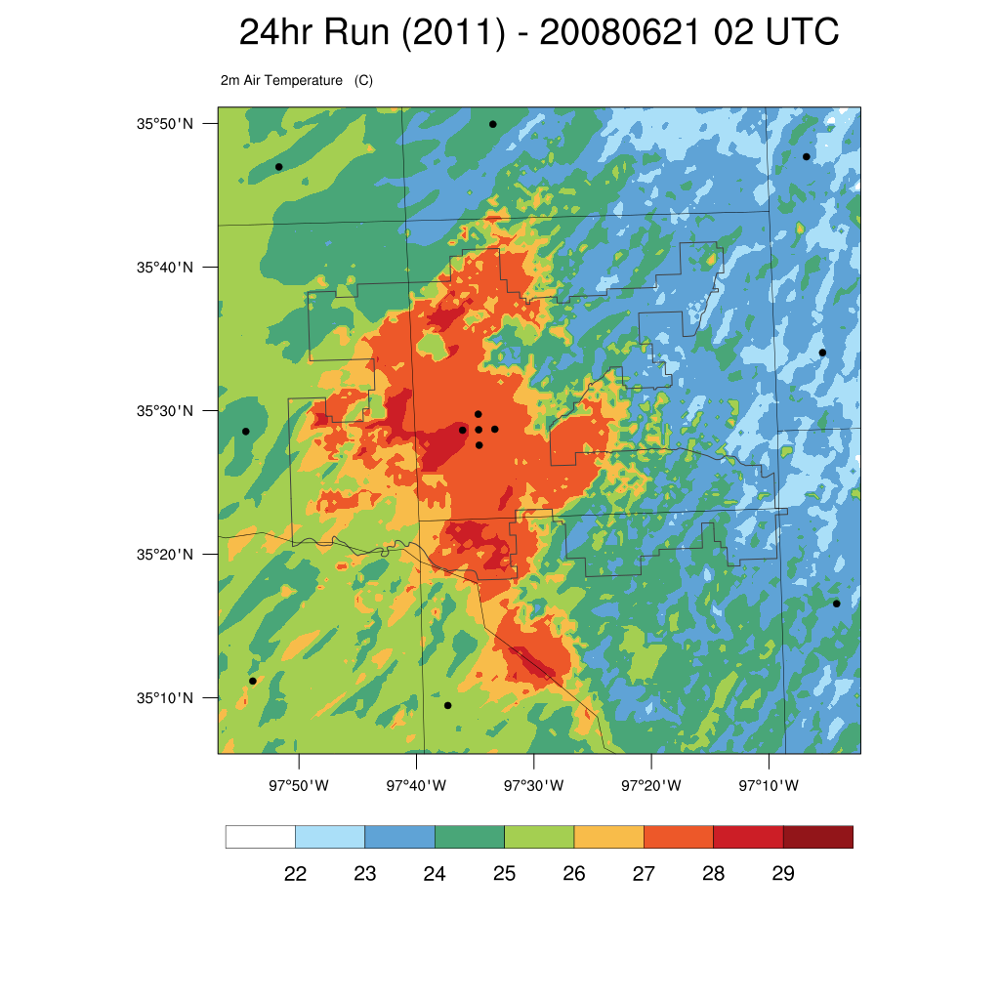 24hr Run (2011) - 20080621 02 UTC
2m Air Temperature (C)
35°50'N
35°40'N
35°30'N
35°20'N
35°10'N
97°50'W 97°40'W 97°30'W 97°20'W 97°10'W
22 23 24 25 26 27 28 29